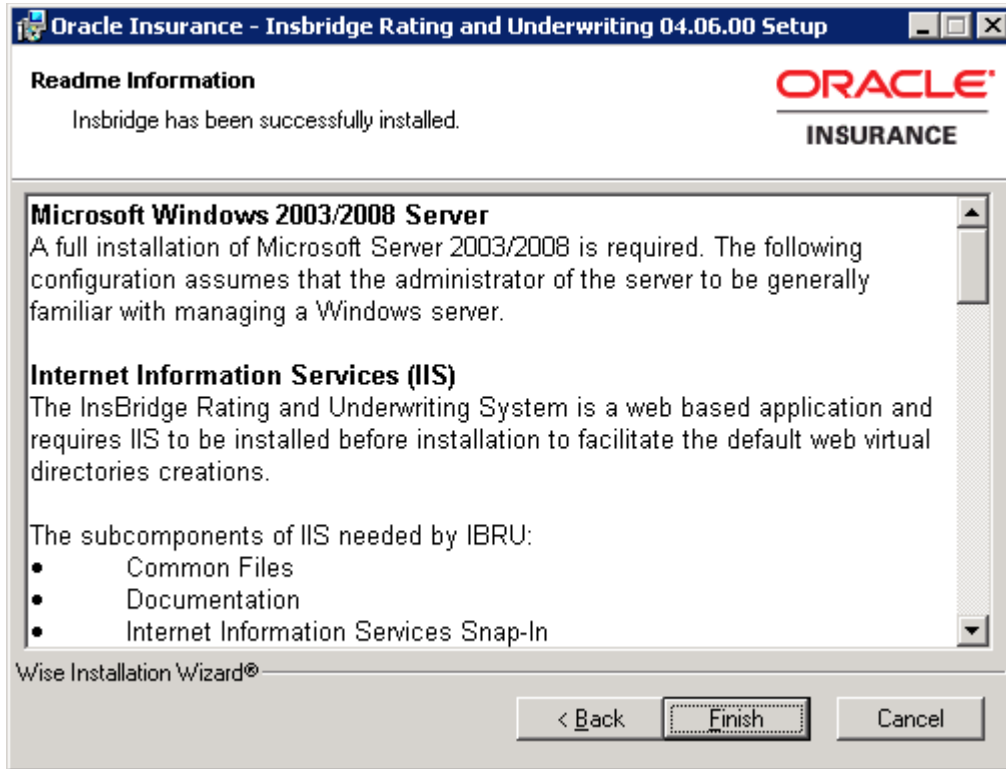 Oracle Insurance - Insbridge Rating and Underwriting 04.06.00 Setup
Readme Information
Insbridge has been successfully installed.
ORACLE
INSURANCE
Microsoft Windows 2003/2008 Server
A full installation of Microsoft Server 2003/2008 is required. The following
configuration assumes that the administrator of the server to be generally
familiar with managing a Windows server.
Internet Information Services (IIS)
The InsBridge Rating and Underwriting System is a web based application and
requires IIS to be installed before installation to facilitate the default web virtual
directories creations.
The subcomponents of IIS needed by IBRU:
• Common Files
• Documentation
• Internet Information Services Snap-In
Wise Installation Wizard®
< Back Finish Cancel